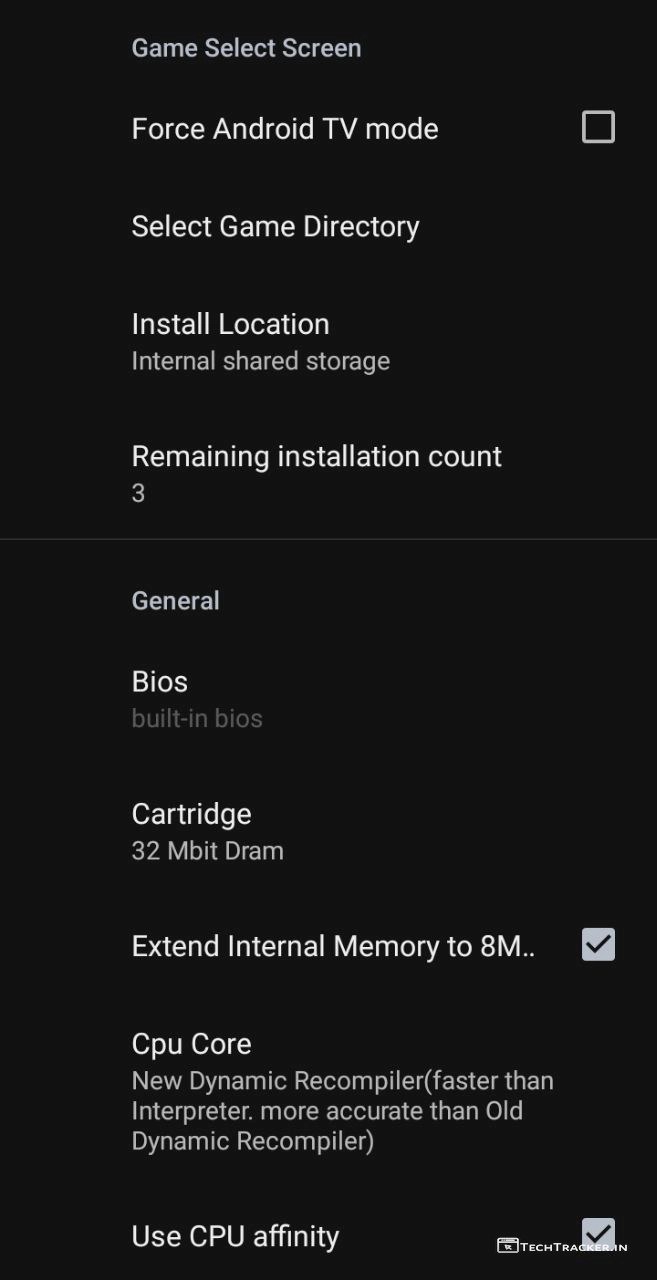 Game Select Screen
Force Android TV mode
Select Game Directory
Install Location
Internal shared storage
Remaining installation count
3
General
Bios
built-in bios
Cartridge
32 Mbit Dram
Extend Internal Memory to 8M..
Cpu Core
New Dynamic Recompiler(faster than
Interpreter. more accurate than Old
Dynamic Recompiler)
Use CPU affinity
TECHTRACKER.IN